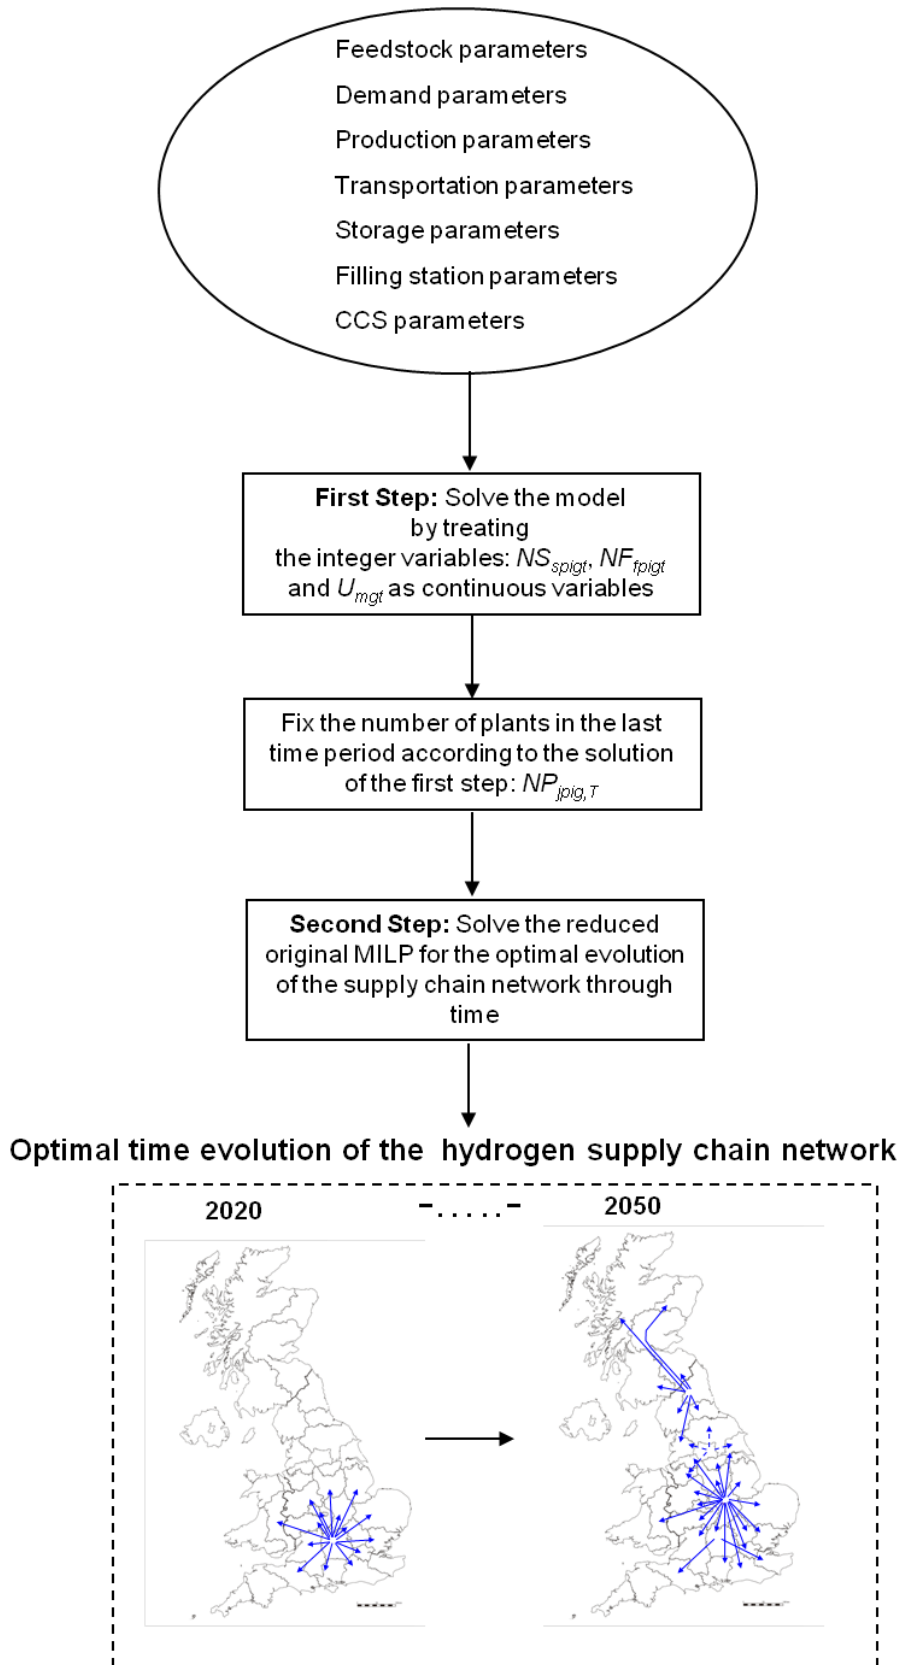 Feedstock parameters
Demand parameters
Production parameters
Transportation parameters
Storage parameters
Filling station parameters
CCS parameters
First Step: Solve the model
by treating
the integer variables: NSspigt, NFfpigt
and Umgt as continuous variables
Fix the number of plants in the last
time period according to the solution
of the first step: NPjpig,T
Second Step: Solve the reduced
original MILP for the optimal evolution
of the supply chain network through
time
Optimal time evolution of the hydrogen supply chain network
2020 -.....- 2050